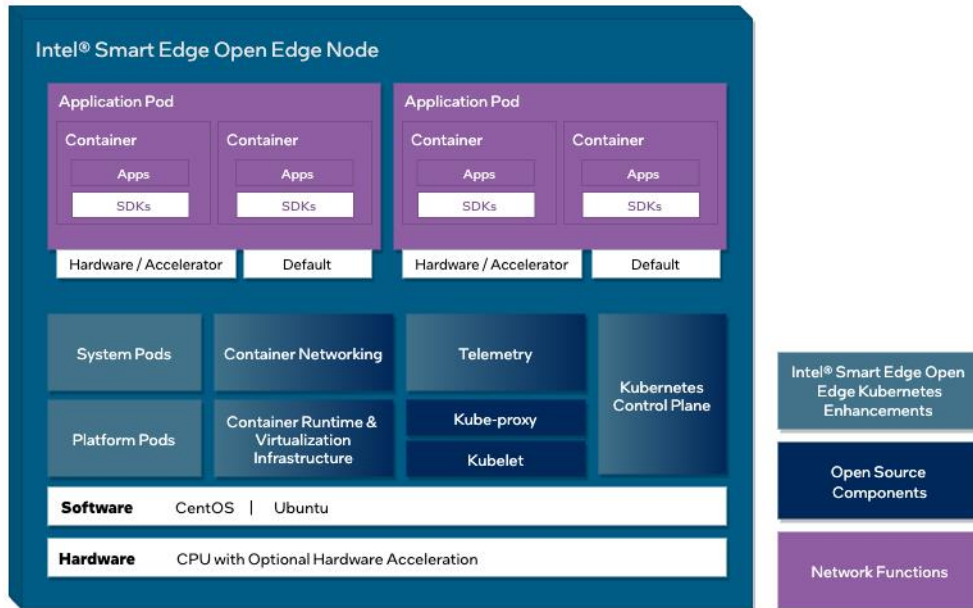 Intel® Smart Edge Open Edge Node
Application Pod
Container
Apps
SDKs
Container
Apps
SDKs
Hardware / Accelerator
Default
Application Pod
Container
Apps
SDKs
Container
Apps
SDKs
Hardware / Accelerator
Default
System Pods
Container Networking
Telemetry
Kubernetes
Control Plane
Platform Pods
Container Runtime &
Virtualization
Infrastructure
Kube-proxy
Kubelet
Software CentOS | Ubuntu
Hardware CPU with Optional Hardware Acceleration
Intel® Smart Edge Open
Edge Kubernetes
Enhancements
Open Source
Components
Network Functions